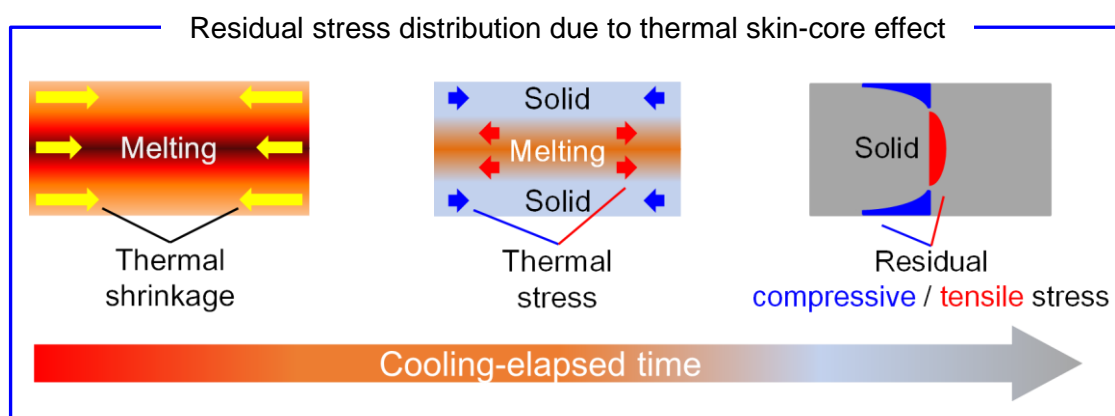 Residual stress distribution due to thermal skin-core effect
Melting
Thermal
shrinkage
Solid
Melting
Solid
Thermal
stress
Solid
Residual
compressive / tensile stress
Cooling-elapsed time